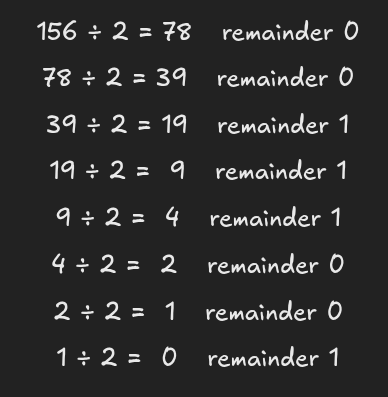 156 ÷ 2 = 78 remainder 0
78 ÷ 2 = 39 remainder 0
39 ÷ 2 = 19 remainder 1
19 ÷ 2 = 9 remainder 1
9 ÷ 2 = 4 remainder 1
4 ÷ 2 = 2 remainder 0
2 ÷ 2 = 1 remainder 0
1 ÷ 2 = 0 remainder 1